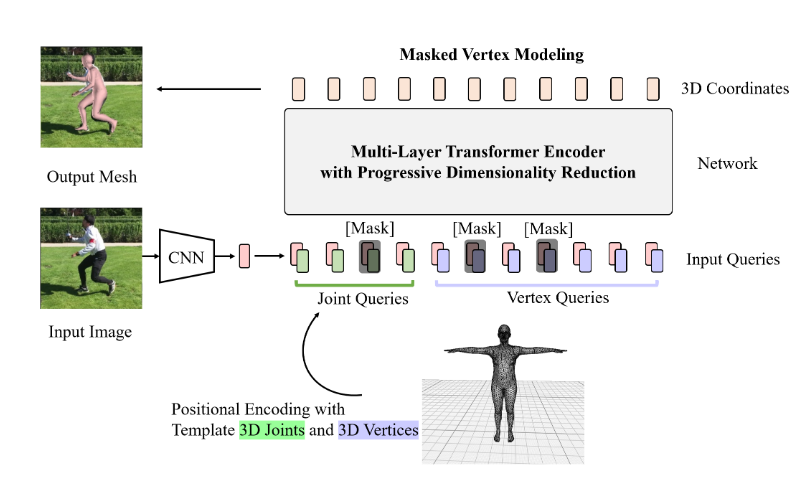 Masked Vertex Modeling
3D Coordinates
Multi-Layer Transformer Encoder
with Progressive Dimensionality Reduction
Network
Output Mesh
[Mask]
[Mask]
[Mask]
CNN
Input Queries
Joint Queries
Vertex Queries
Input Image
Positional Encoding with
Template 3D Joints and 3D Vertices